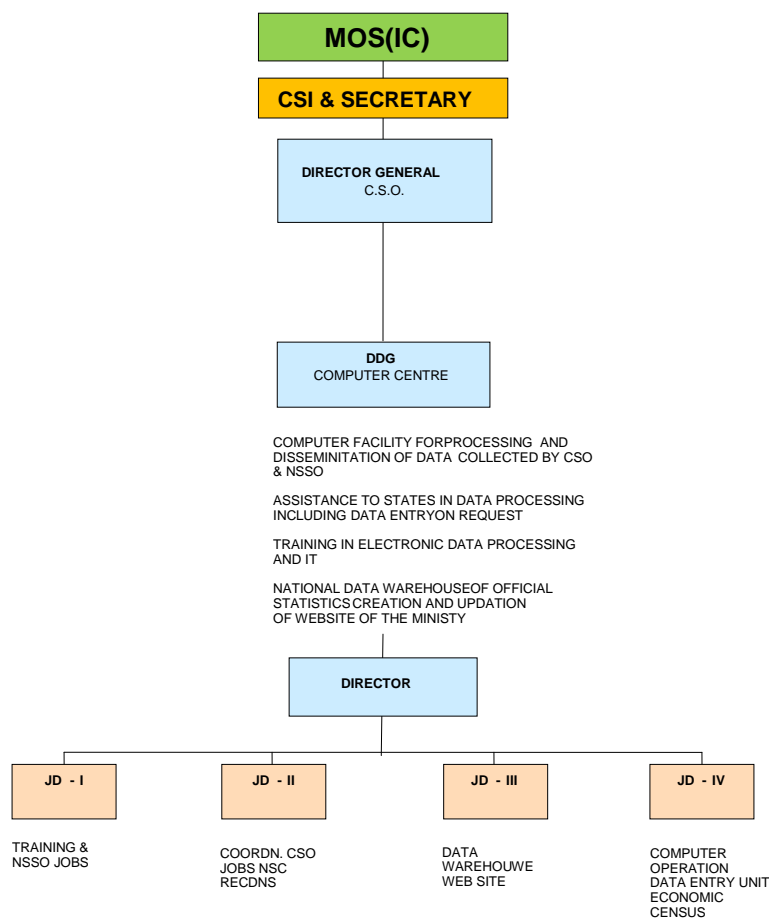 MOS(IC)
CSI & SECRETARY
DIRECTOR GENERAL
C.S.O.
DDG
COMPUTER CENTRE
COMPUTER FACILITY FORPROCESSING AND
DISSEMINITATION OF DATA COLLECTED BY CSO
& NSSO
ASSISTANCE TO STATES IN DATA PROCESSING
INCLUDING DATA ENTRYON REQUEST
TRAINING IN ELECTRONIC DATA PROCESSING
AND IT
NATIONAL DATA WAREHOUSEOF OFFICIAL
STATISTICS CREATION AND UPDATION
OF WEBSITE OF THE MINISTY
DIRECTOR
JD - I
TRAINING &
NSSO JOBS
JD - II
COORDN. CSO
JOBS NSC
RECDNS
JD - III
DATA
WAREHOUWE
WEB SITE
JD - IV
COMPUTER
OPERATION
DATA ENTRY UNIT
ECONOMIC
CENSUS